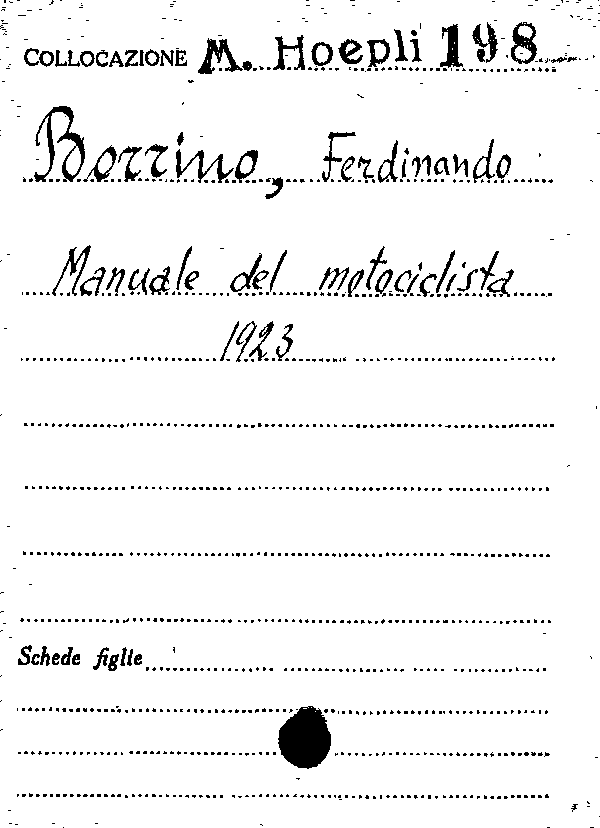 COLLOCAZIONE M. Hoepli 198
Borrino, Ferdinando
Manuale del motociclista
1923
Schede figlie